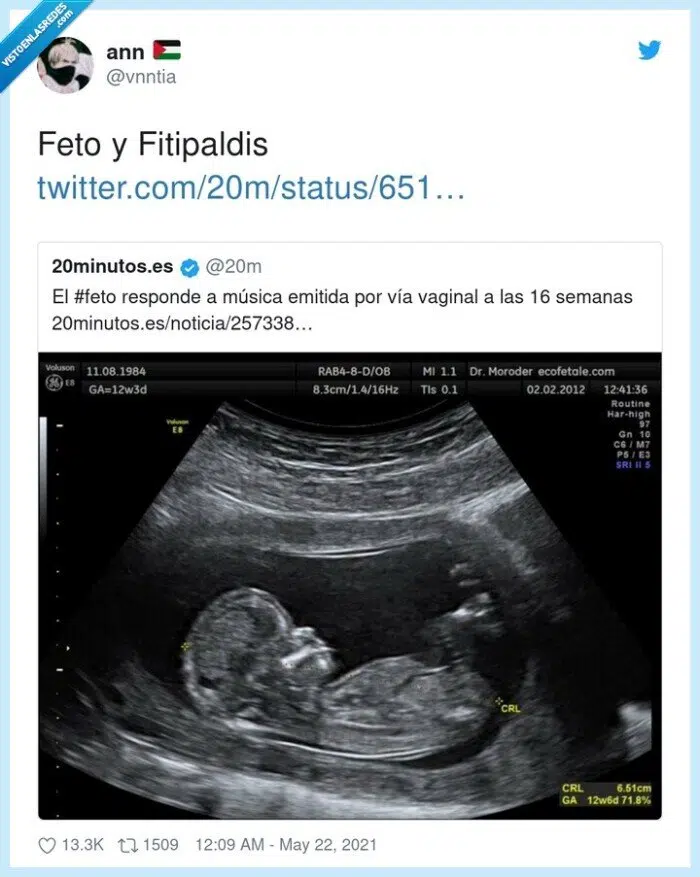 VISTOENLASREDES
.com
ann
@vnntia
Feto y Fitipaldis
twitter.com/20m/status/651…
20minutos.es @20m
El #feto responde a música emitida por vía vaginal a las 16 semanas
20minutos.es/noticia/257338…
Voluson 11.08.1984 RAB4-8-D/OB MI 1.1 Dr. Moroder ecofetale.com
GE E8 GA=12w3d 8.3cm/1.4/16Hz TIs 0.1 02.02.2012 12:41:36
Voluson
E8
Routine
Har-high
97
Gn 10
C6 / M7
P5 / E3
SRI II 5
CRL
CRL 6.51cm
GA 12w6d 71.8%
13.3K 1509 12:09 AM - May 22, 2021